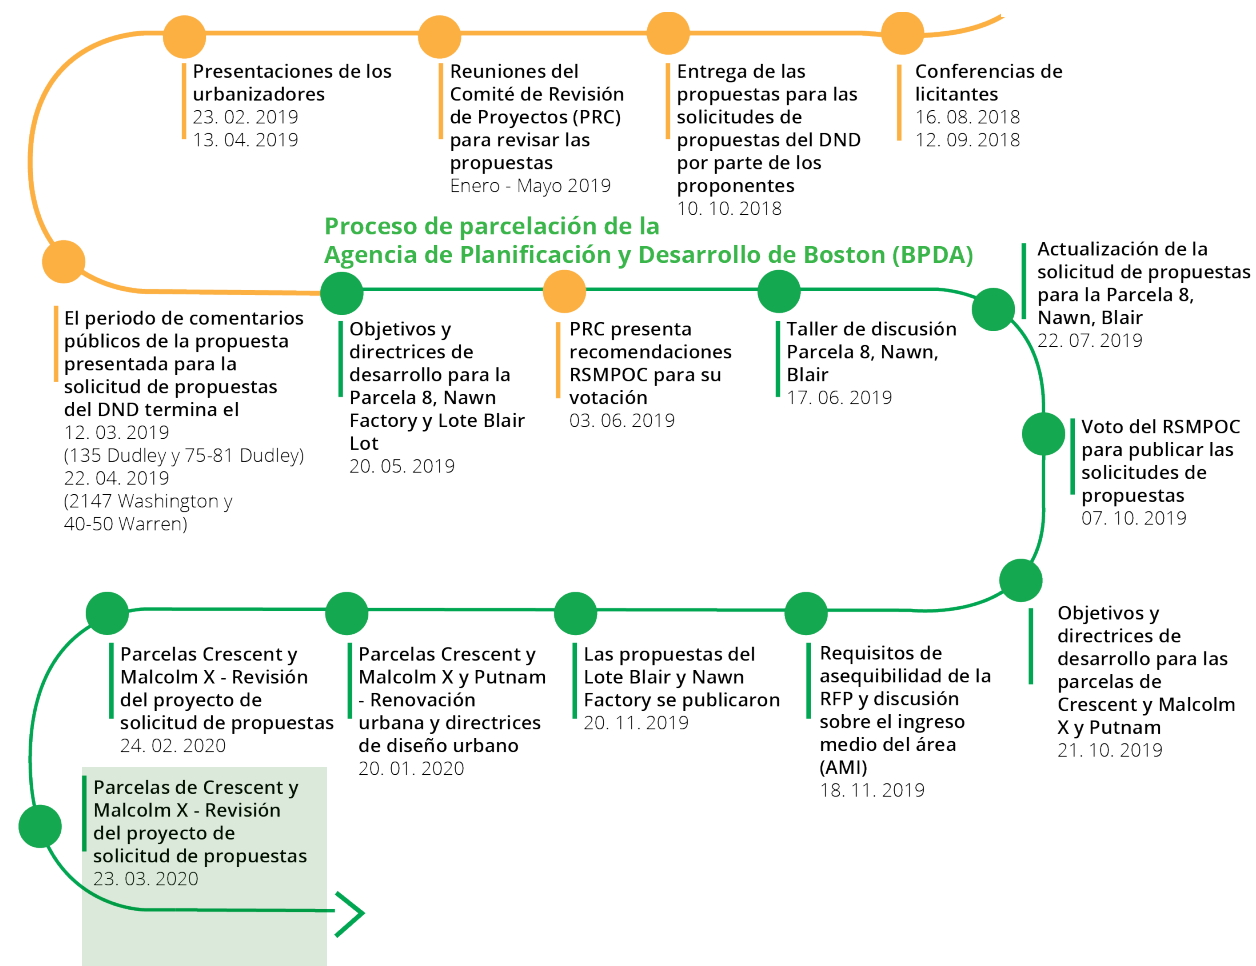 Presentaciones de los
urbanizadores
23. 02. 2019
13. 04. 2019
Reuniones del
Comité de Revisión
de Proyectos (PRC)
para revisar las
propuestas
Enero - Mayo 2019
Entrega de las
propuestas para las
solicitudes de
propuestas del DND
por parte de los
proponentes
10. 10. 2018
Conferencias de
licitantes
16. 08. 2018
12. 09. 2018
Proceso de parcelación de la
Agencia de Planificación y Desarrollo de Boston (BPDA)
El periodo de comentarios
públicos de la propuesta
presentada para la
solicitud de propuestas
del DND termina el
12. 03. 2019
(135 Dudley y 75-81 Dudley)
22. 04. 2019
(2147 Washington y
40-50 Warren)
Objetivos y
directrices de
desarrollo para la
Parcela 8, Nawn
Factory y Lote Blair
Lot
20. 05. 2019
PRC presenta
recomendaciones
RSMPOC para su
votación
03. 06. 2019
Taller de discusión
Parcela 8, Nawn,
Blair
17. 06. 2019
Actualización de la
solicitud de propuestas
para la Parcela 8,
Nawn, Blair
22. 07. 2019
Voto del RSMPOC
para publicar las
solicitudes de
propuestas
07. 10. 2019
Objetivos y
directrices de
desarrollo para las
parcelas de
Crescent y Malcolm
X y Putnam
21. 10. 2019
Requisitos de
asequibilidad de la
RFP y discusión
sobre el ingreso
medio del área
(AMI)
18. 11. 2019
Las propuestas del
Lote Blair y Nawn
Factory se publicaron
20. 11. 2019
Parcelas Crescent y
Malcolm X y Putnam
- Renovación
urbana y directrices
de diseño urbano
20. 01. 2020
Parcelas Crescent y
Malcolm X - Revisión
del proyecto de
solicitud de propuestas
24. 02. 2020
Parcelas de Crescent y
Malcolm X - Revisión
del proyecto de
solicitud de propuestas
23. 03. 2020